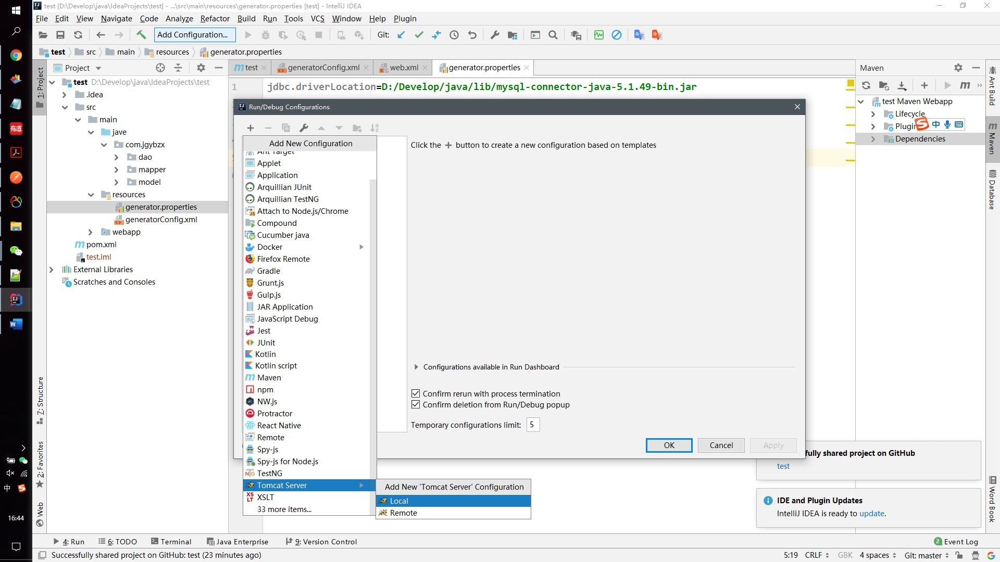 test [D:\Develop\java\IdeaProjects\test] - ...\src\main\resources\generator.properties [test] - IntelliJ IDEA
File Edit View Navigate Code Analyze Refactor Build Run Tools VCS Window Help Plugin
Add Configuration...
Git:
test src main resources generator.properties
1: Project
Project
test generatorConfig.xml web.xml generator.properties
Maven
Ant Build
Maven
Database
Word Book
test D:\Develop\java\IdeaProjects\test
.idea
src
main
jave
com.jgybzx
dao
mapper
model
resources
generator.properties
generatorConfig.xml
webapp
pom.xml
test.iml
External Libraries
Scratches and Consoles
7: Structure
2: Favorites
Web
1
jdbc.driverLocation=D:/Develop/java/lib/mysql-connector-java-5.1.49-bin.jar
test Maven Webapp
Lifecycle
Plugin
中
Dependencies
Run/Debug Configurations
Add New Configuration
Ant Target
Applet
Application
Arquillian JUnit
Arquillian TestNG
Attach to Node.js/Chrome
Compound
Cucumber java
Docker
Firefox Remote
Gradle
Grunt.js
Gulp.js
JAR Application
JavaScript Debug
Jest
JUnit
Kotlin
Kotlin script
Maven
npm
NW.js
Protractor
React Native
Remote
Spy-js
Spy-js for Node.js
TestNG
Tomcat Server
XSLT
33 more items...
Add New 'Tomcat Server' Configuration
Local
Remote
Click the + button to create a new configuration based on templates
Configurations available in Run Dashboard
Confirm rerun with process termination
Confirm deletion from Run/Debug popup
Temporary configurations limit: 5
OK Cancel Apply
fully shared project on GitHub
test
IDE and Plugin Updates
IntelliJ IDEA is ready to update.
4: Run 6: TODO Terminal Java Enterprise 9: Version Control
2 Event Log
Successfully shared project on GitHub: test (23 minutes ago)
5:19 CRLF GBK 4 spaces Git: master
有道
中
16:44